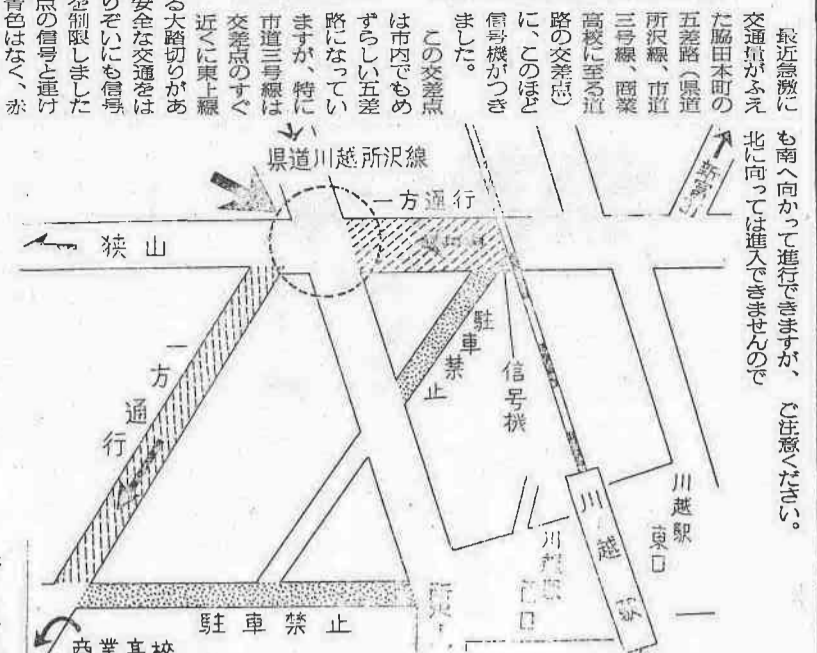 最近急激に
交通量がふえ
た脇田本町の
五差路（県道
所沢線、市道
三号線、商業
高校に至る道
路の交差点）
に、このほど
信号機がつき
ました。
この交差点
は市内でもめ
ずらしい五差
路になってい
ますが、特に
市道三号線は
交差点のすぐ
近くに東上線
る大踏切りがあ
安全な交通をは
りぞいにも信号
を制限しました
点の信号と連け
青色はなく、赤
も南へ向かって進行できますが、
北に向っては進入できませんので
ご注意ください。
県道川越所沢線
一方通行
狭山
駐車禁止
信号機
一方通行
川越駅
東口
川越駅
駐車禁止
商業高校